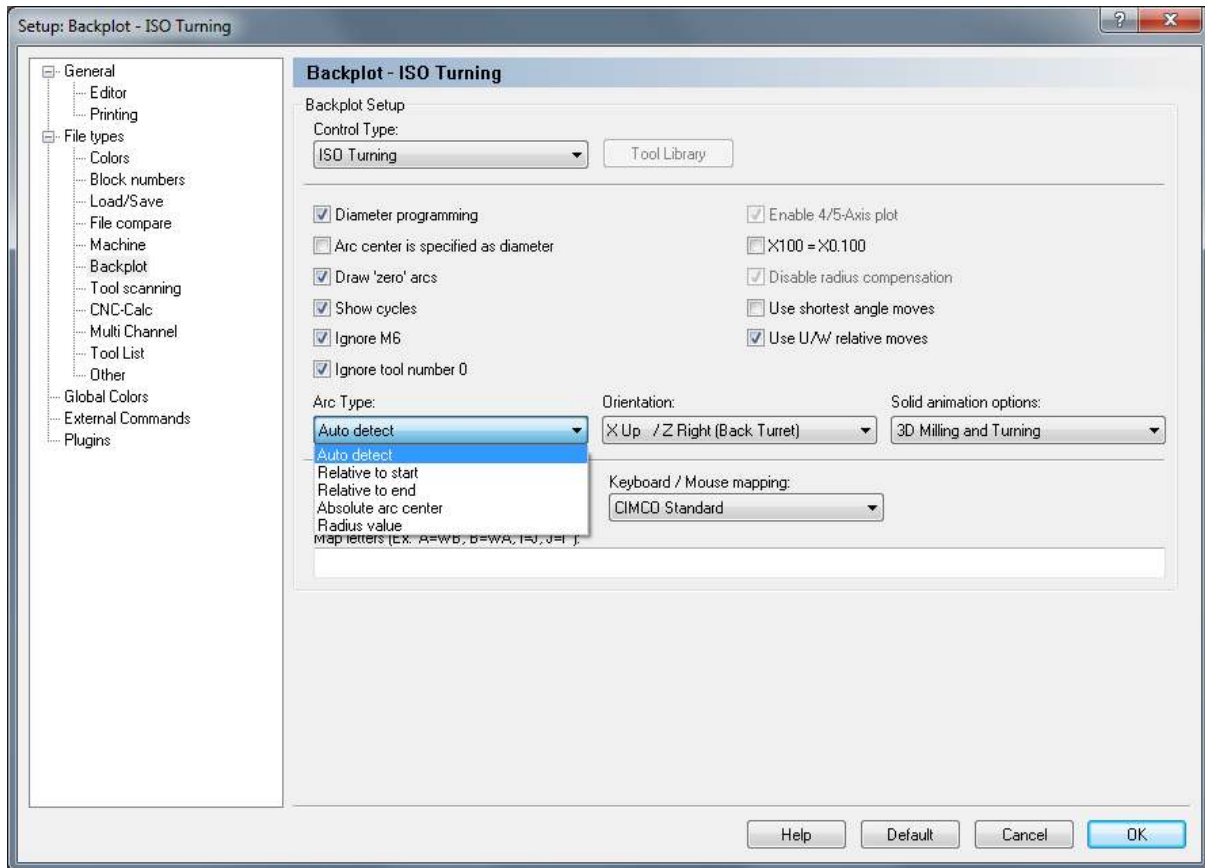 Setup: Backplot - ISO Turning
General
Editor
Printing
File types
Colors
Block numbers
Load/Save
File compare
Machine
Backplot
Tool scanning
CNC-Calc
Multi Channel
Tool List
Other
Global Colors
External Commands
Plugins
Backplot - ISO Turning
Backplot Setup
Control Type:
ISO Turning
Tool Library
Diameter programming
Enable 4/5-Axis plot
Arc center is specified as diameter
X100 = X0.100
Draw 'zero' arcs
Disable radius compensation
Show cycles
Use shortest angle moves
Ignore M6
Use U/W relative moves
Ignore tool number 0
Arc Type:
Orientation:
Solid animation options:
Auto detect
X Up / Z Right (Back Turret)
3D Milling and Turning
Auto detect
Relative to start
Relative to end
Absolute arc center
Radius value
Keyboard / Mouse mapping:
CIMCO Standard
Map letters (Ex. 
Help
Default
Cancel
OK